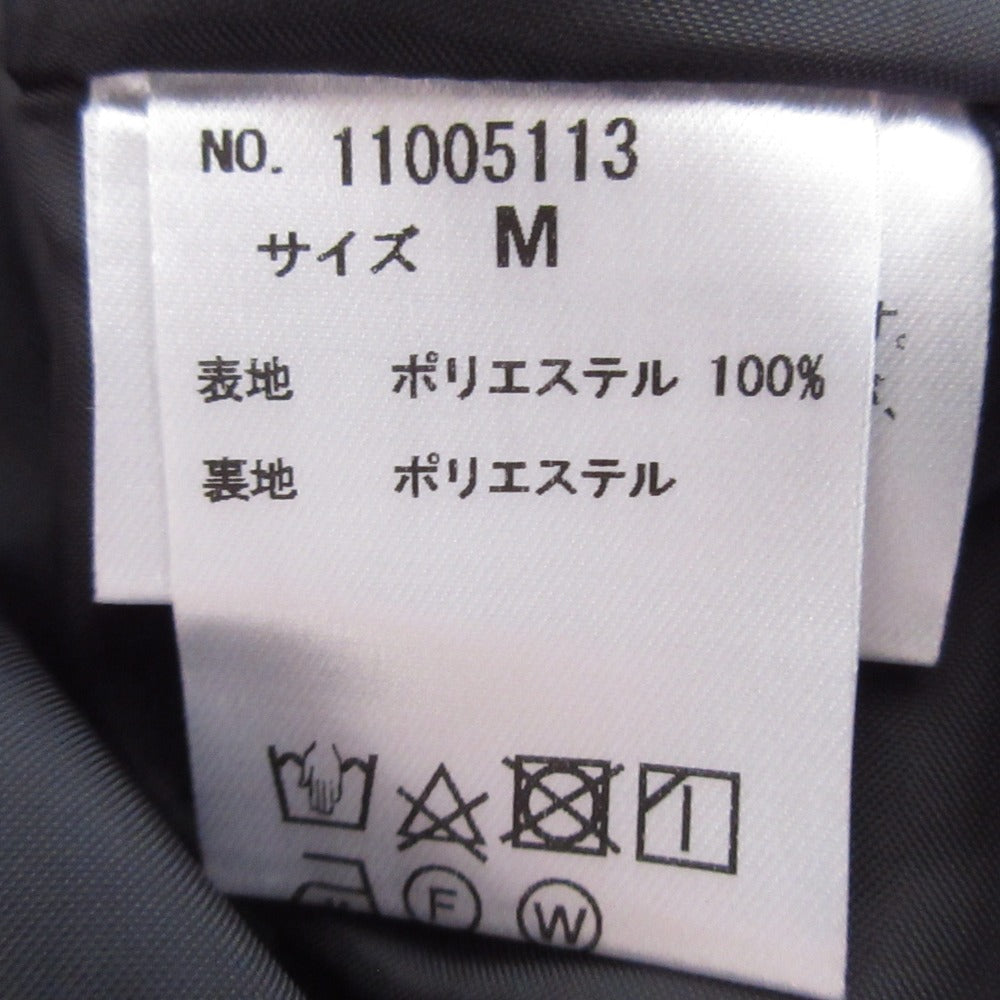 NO. 11005113
サイズ M
表地 ポリエステル 100%
裏地 ポリエステル
F W